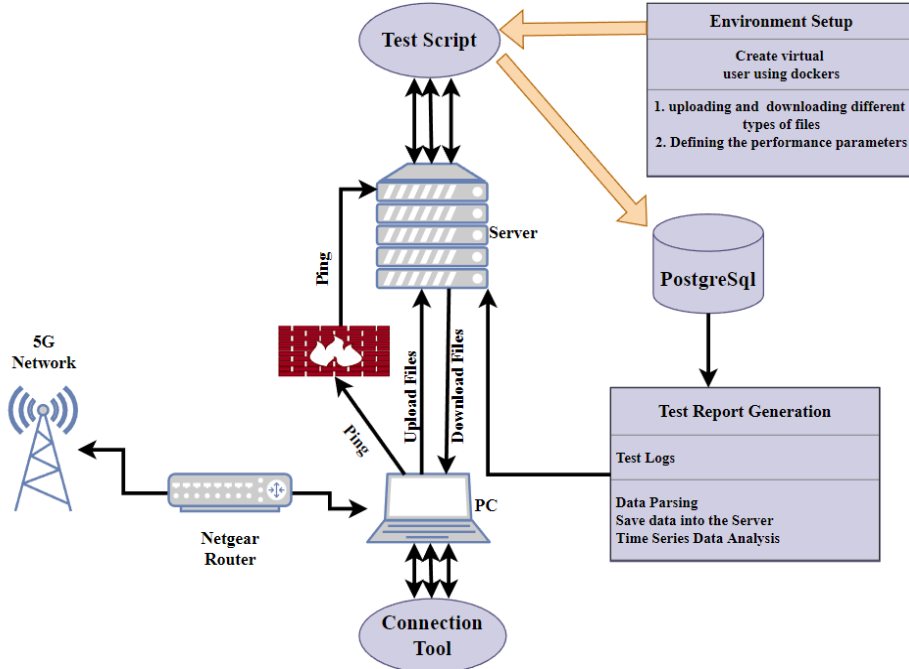 Test Script
Environment Setup
Create virtual
user using dockers
1. uploading and downloading different
types of files
2. Defining the performance parameters
Server
Ping
PostgreSql
5G
Network
Upload Files
Download Files
Ping
Test Report Generation
Test Logs
PC
Data Parsing
Save data into the Server
Time Series Data Analysis
Netgear
Router
Connection
Tool